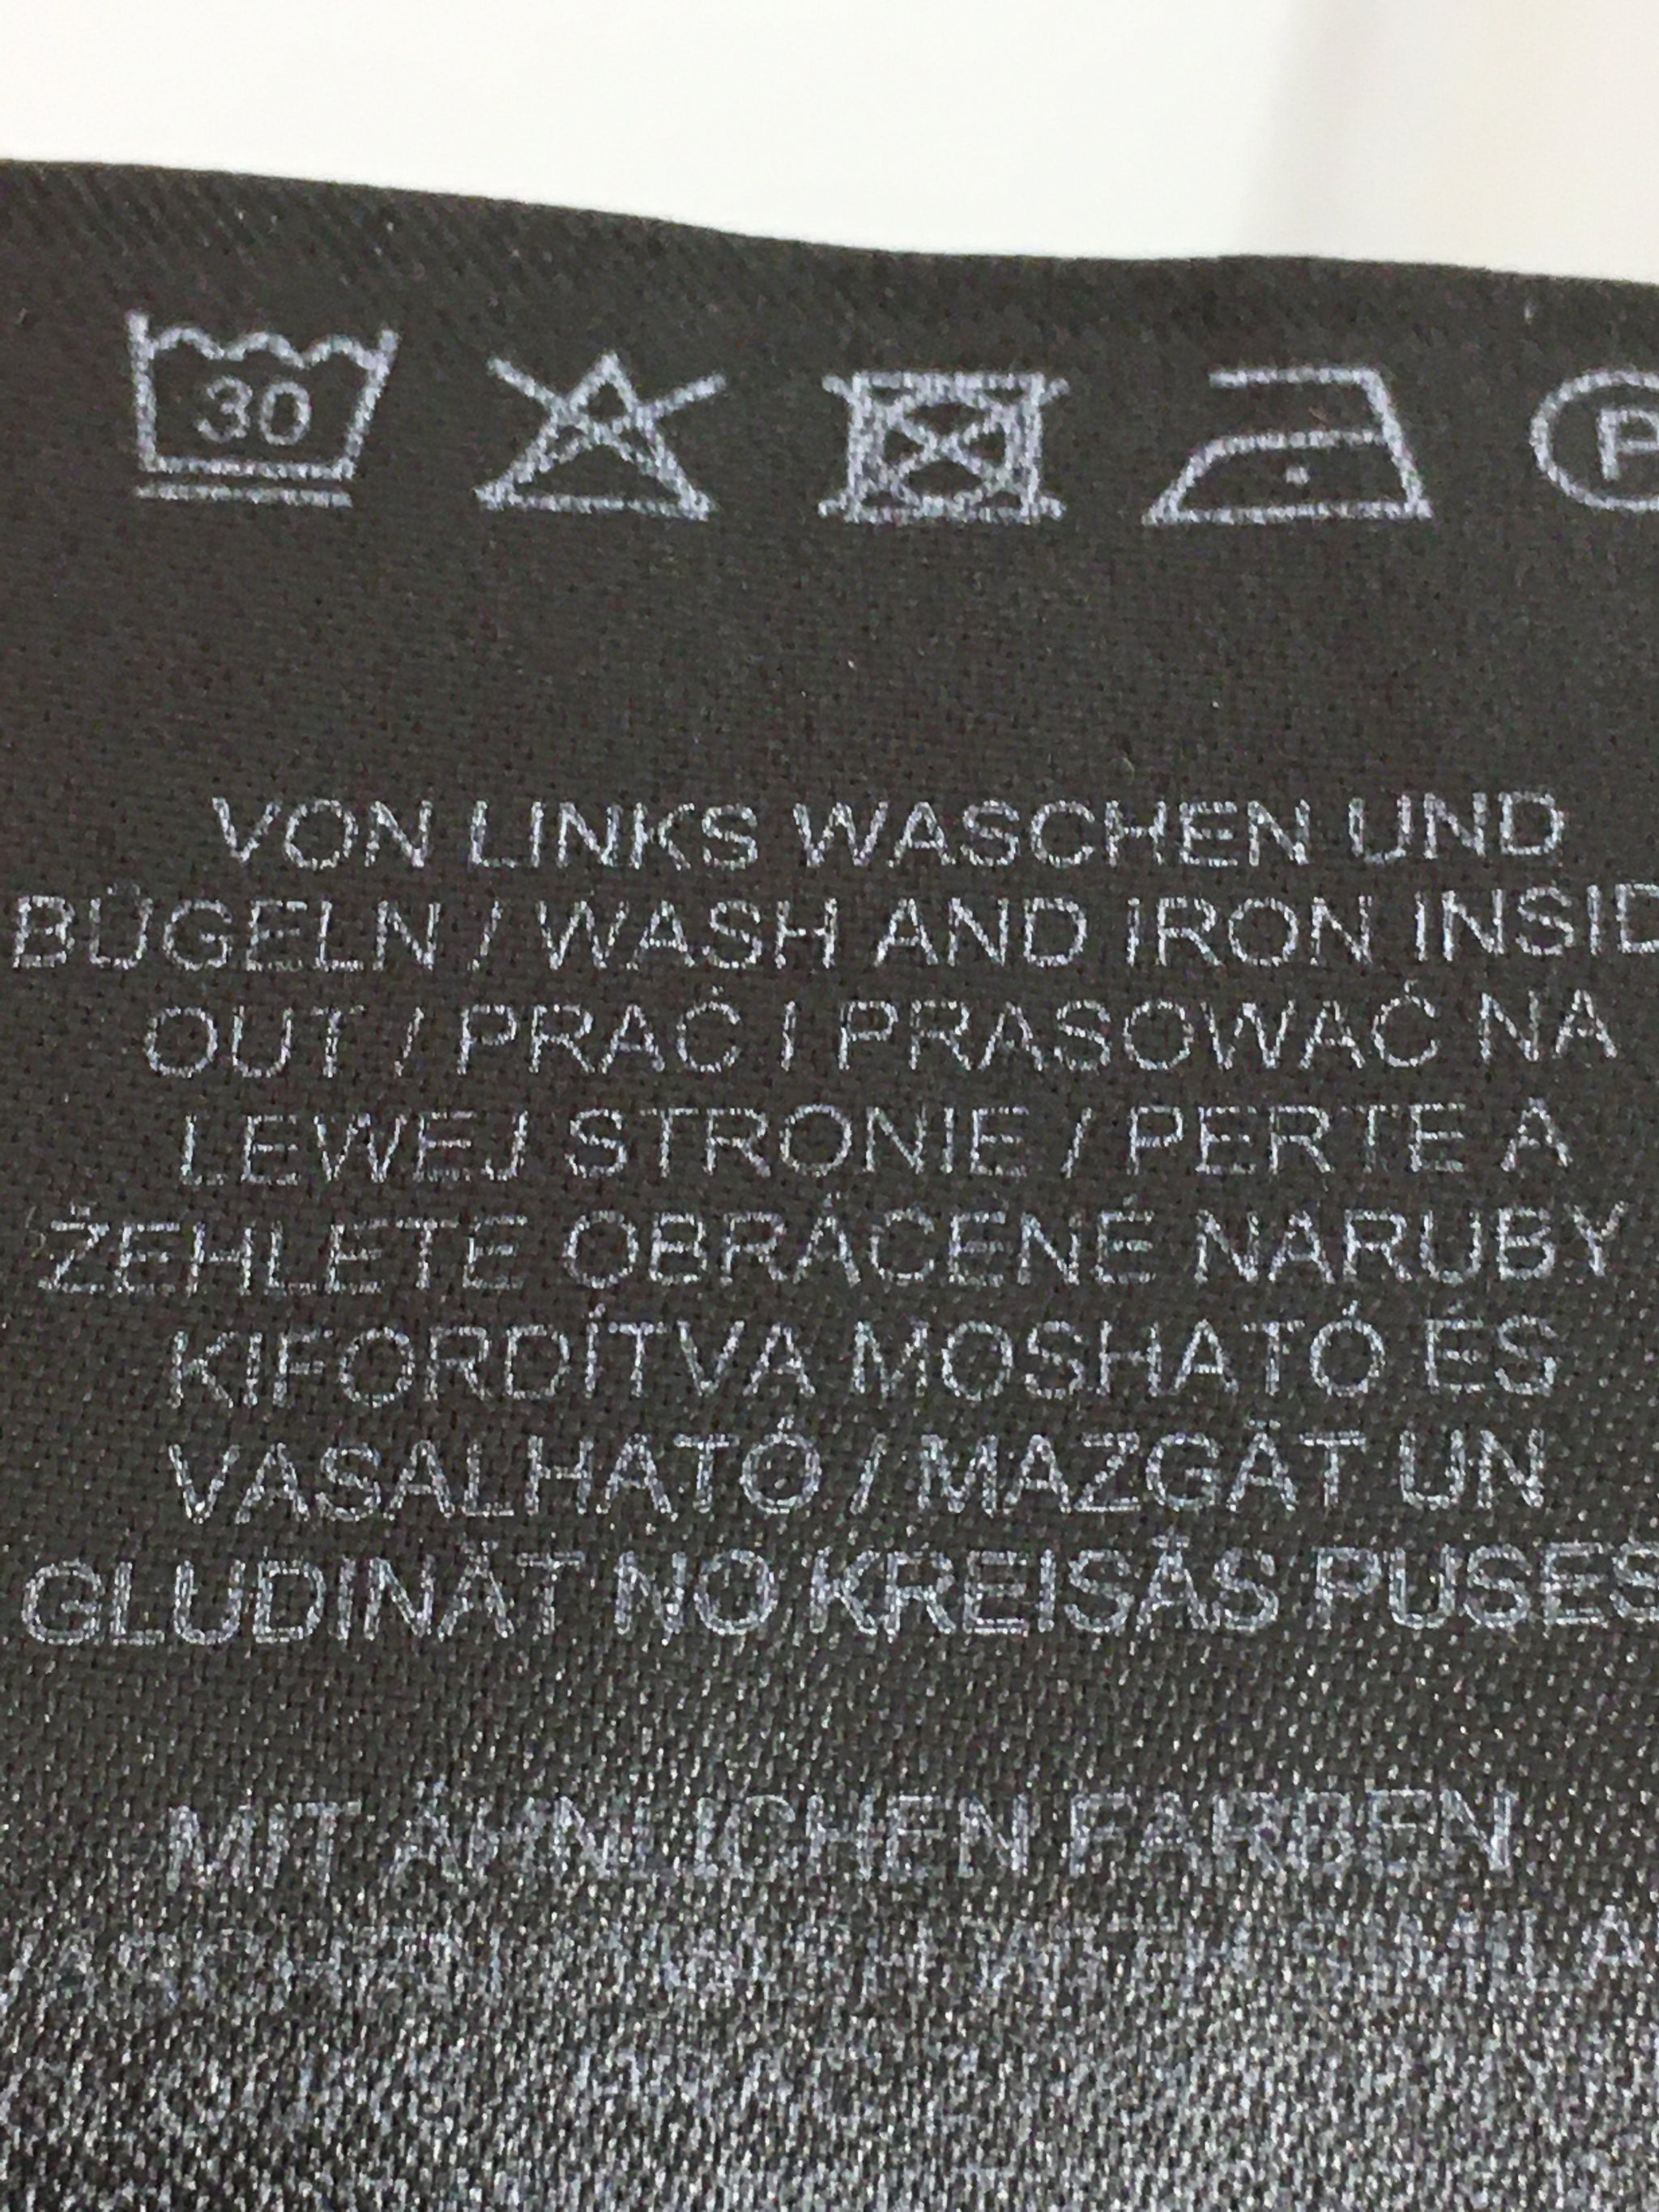 30
P
VON LINKS WASCHEN UND
BÜGELN / WASH AND IRON INSID
OUT / PRAĆ I PRASOWAĆ NA
LEWEJ STRONIE / PERTE A
ŽEHLETE OBRÁCENÉ NARUBY
KIFORDÍTVA MOSHATÓ ÉS
VASALHATÓ / MAZGĀT UN
GLUDINĀT NO KREISĀS PUSES
MIT ÄHNLICHEN FARBEN